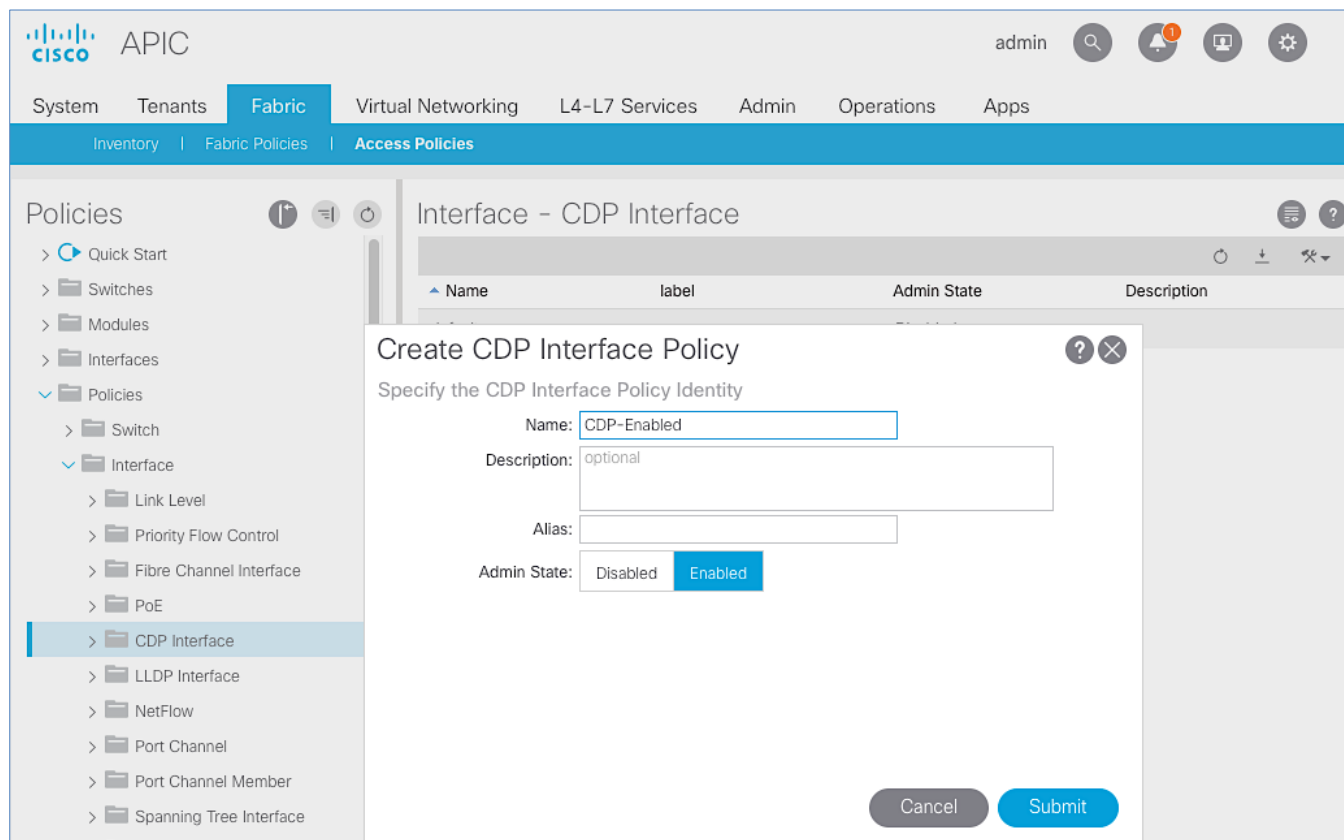 CISCO APIC admin 1
System Tenants Fabric Virtual Networking L4-L7 Services Admin Operations Apps
Inventory | Fabric Policies | Access Policies
Policies
Quick Start
Switches
Modules
Interfaces
Policies
Switch
Interface
Link Level
Priority Flow Control
Fibre Channel Interface
PoE
CDP Interface
LLDP Interface
NetFlow
Port Channel
Port Channel Member
Spanning Tree Interface
Interface - CDP Interface
?
Name label Admin State Description
Create CDP Interface Policy ?
Specify the CDP Interface Policy Identity
Name: CDP-Enabled
Description: optional
Alias:
Admin State: Disabled Enabled
Cancel Submit